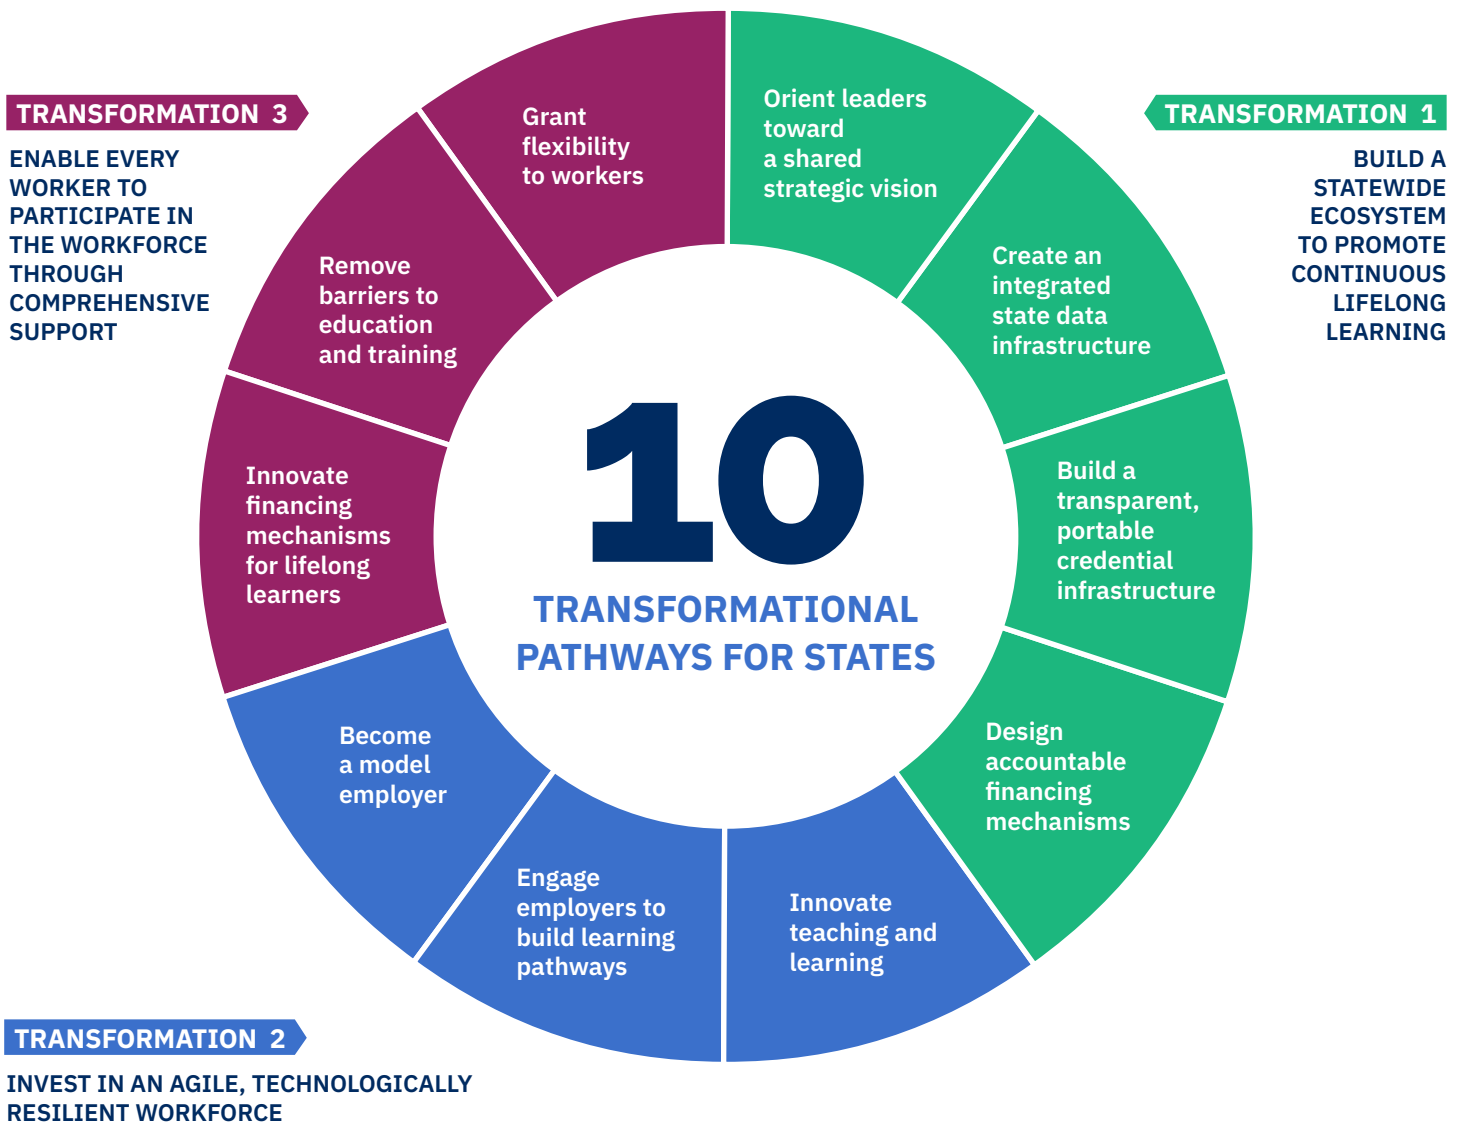 TRANSFORMATION 3
ENABLE EVERY
WORKER TO
PARTICIPATE IN
THE WORKFORCE
THROUGH
COMPREHENSIVE
SUPPORT
TRANSFORMATION 1
BUILD A
STATEWIDE
ECOSYSTEM
TO PROMOTE
CONTINUOUS
LIFELONG
LEARNING
10
TRANSFORMATIONAL
PATHWAYS FOR STATES
Orient leaders
toward
a shared
strategic vision
Create an
integrated
state data
infrastructure
Build a
transparent,
portable
credential
infrastructure
Design
accountable
financing
mechanisms
Innovate
teaching and
learning
Engage
employers to
build learning
pathways
Become
a model
employer
Innovate
financing
mechanisms
for lifelong
learners
Remove
barriers to
education
and training
Grant
flexibility
to workers
TRANSFORMATION 2
INVEST IN AN AGILE, TECHNOLOGICALLY
RESILIENT WORKFORCE